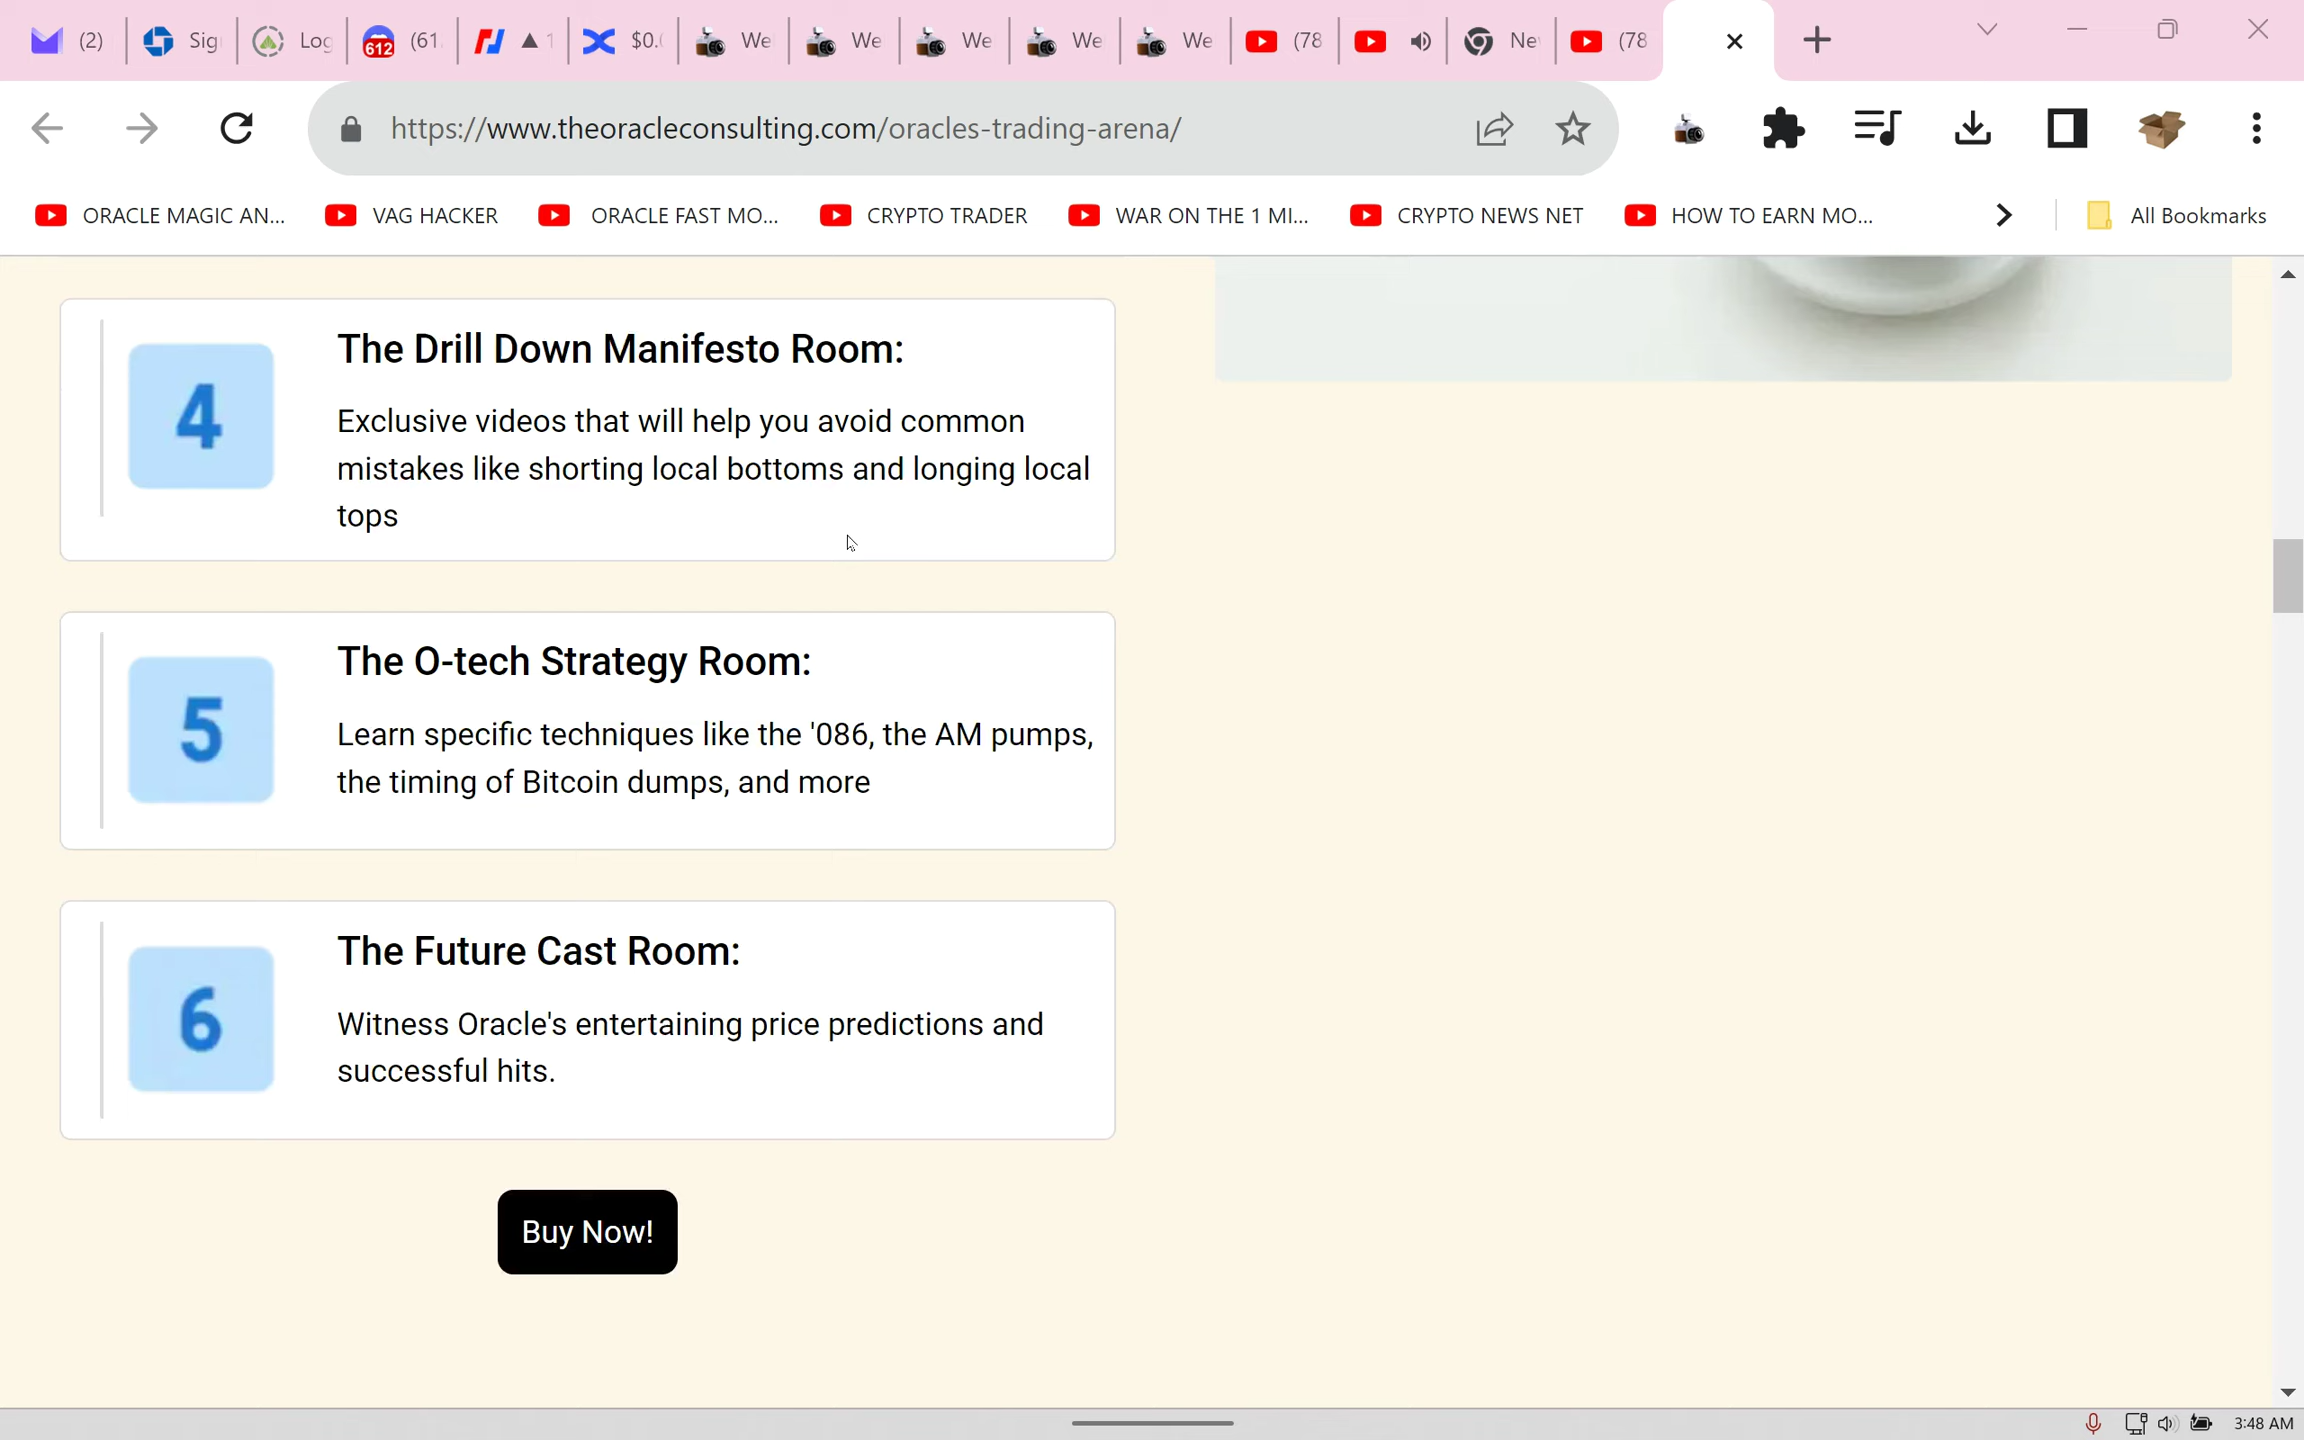 (2) Sig Log 612 (61 ▲ 1 $0.( We We We We We (78 Ne (78
https://www.theoracleconsulting.com/oracles-trading-arena/
ORACLE MAGIC AN... VAG HACKER ORACLE FAST MO... CRYPTO TRADER WAR ON THE 1 MI... CRYPTO NEWS NET HOW TO EARN MO... All Bookmarks
4
The Drill Down Manifesto Room:
Exclusive videos that will help you avoid common
mistakes like shorting local bottoms and longing local
tops
5
The O-tech Strategy Room:
Learn specific techniques like the '086, the AM pumps,
the timing of Bitcoin dumps, and more
6
The Future Cast Room:
Witness Oracle's entertaining price predictions and
successful hits.
Buy Now!
3:48 AM